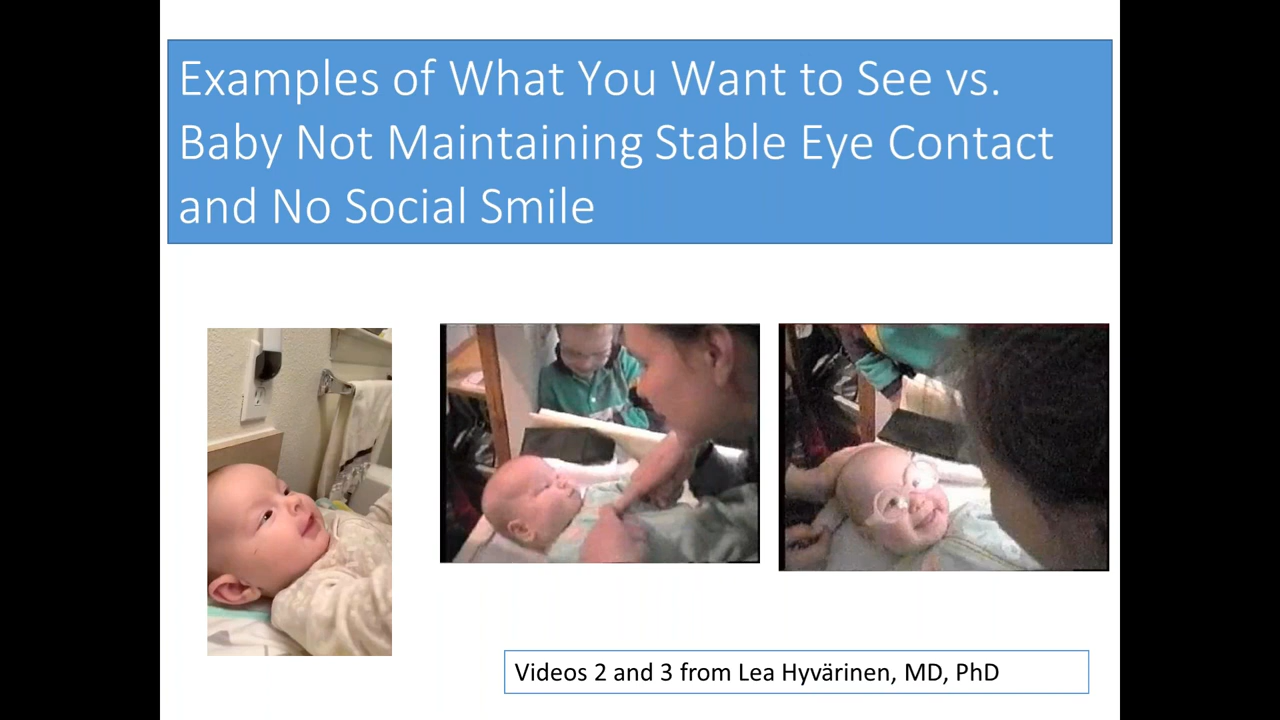 Examples of What You Want to See vs.
Baby Not Maintaining Stable Eye Contact
and No Social Smile
Videos 2 and 3 from Lea Hyvärinen, MD, PhD